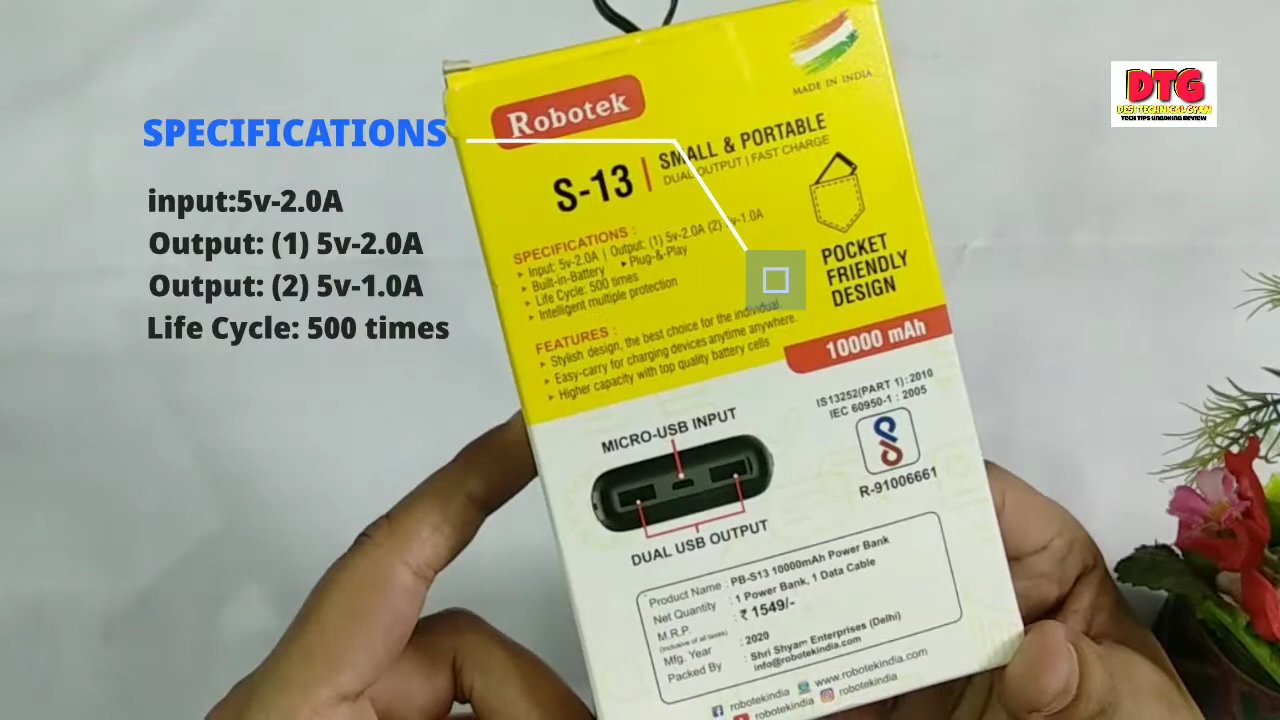 SPECIFICATIONS
input:5v-2.0A
Output: (1) 5v-2.0A
Output: (2) 5v-1.0A
Life Cycle: 500 times
DTG
DESI TECHNICAL GYAN
TECH TIPS UNBOXING REVIEW
MADE IN INDIA
Robotek
S-13
SMALL & PORTABLE
DUAL OUTPUT | FAST CHARGE
SPECIFICATIONS :
Input: 5v-2.0A | Output: (1) 5v-2.0A (2) 5v-1.0A
Built-in-Battery Plug-&-Play
Life Cycle: 500 times
Intelligent multiple protection
POCKET
FRIENDLY
DESIGN
FEATURES :
Stylish design, the best choice for the individual.
Easy-carry for charging devices anytime anywhere.
Higher capacity with top quality battery cells
10000 mAh
IS13252(PART 1):2010
IEC 60950-1 : 2005
R-91006661
MICRO-USB INPUT
DUAL USB OUTPUT
Product Name : PB-S13 10000mAh Power Bank
Net Quantity : 1 Power Bank, 1 Data Cable
M.R.P. : ₹ 1549/-
(inclusive of all taxes)
Mfg. Year : 2020
Packed By : Shri Shyam Enterprises (Delhi)
info@robotekindia.com
robotekindia www.robotekindia.com
robotekindia robotekindia